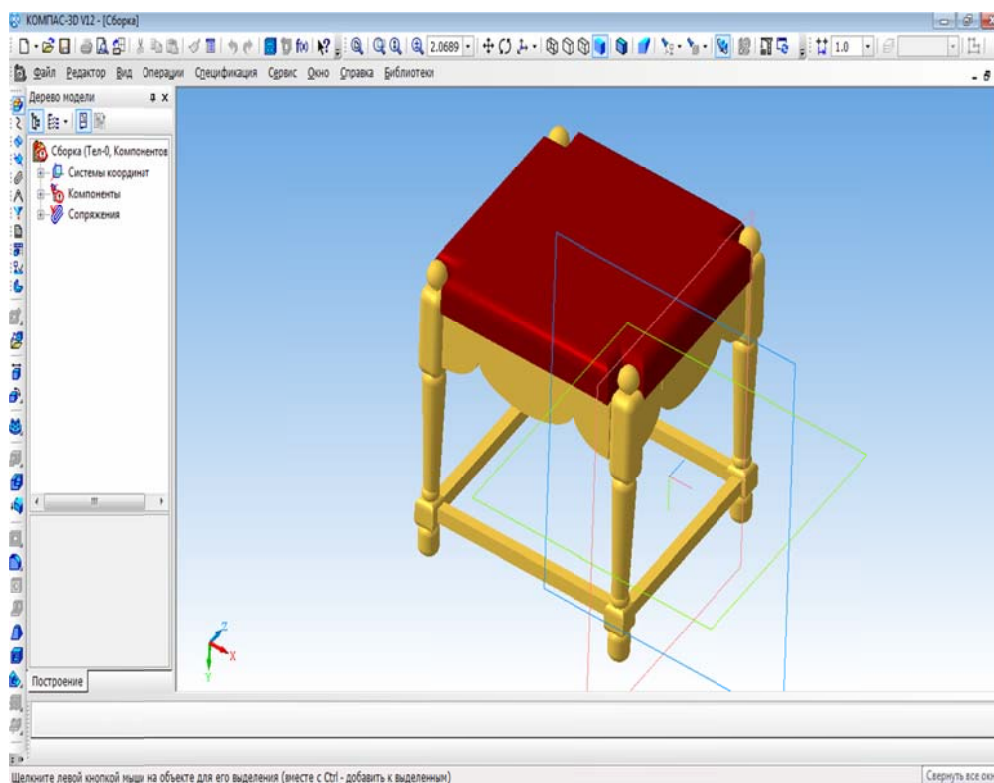 КОМПАС-3D V12 - [Сборка]
2.0689
1.0
Файл Редактор Вид Операции Спецификация Сервис Окно Справка Библиотеки
Дерево модели
Сборка (Тел-0, Компонентов
Системы координат
Компоненты
Сопряжения
Z
X
Y
Построение
Щелкните левой кнопкой мыши на объекте для его выделения (вместе с Ctrl - добавить к выделенным)
Свернуть все окн